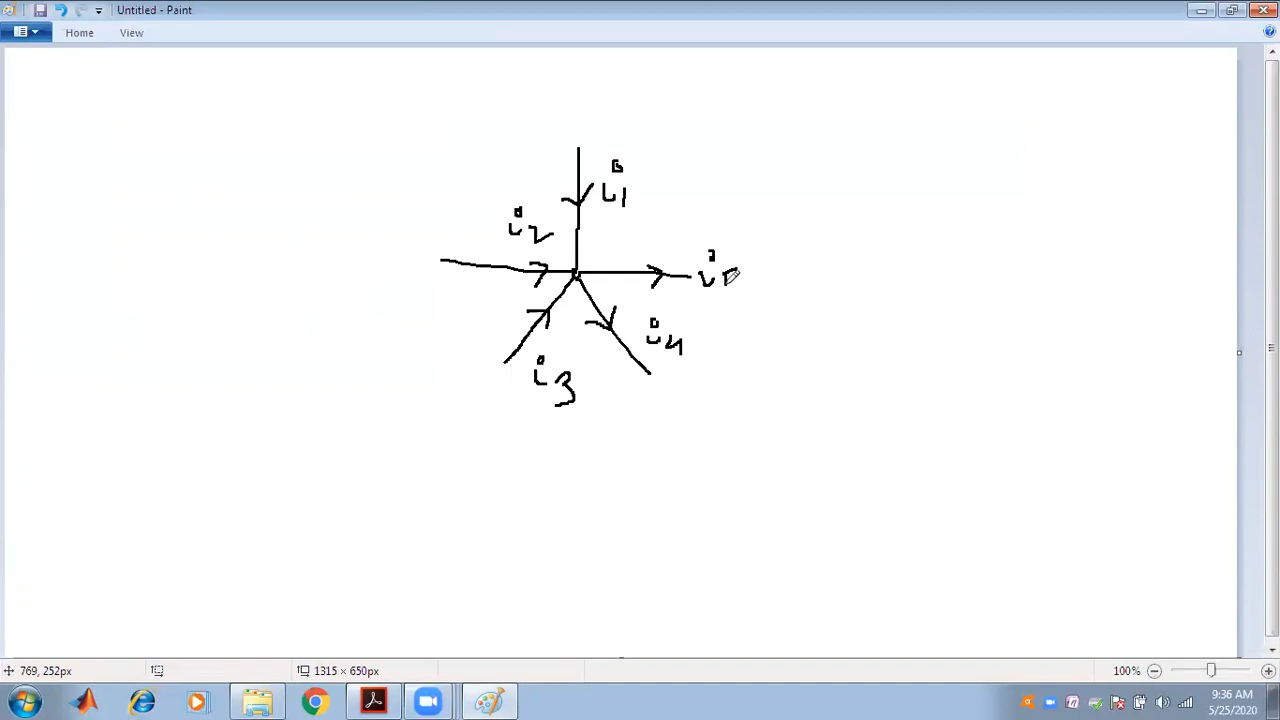 Untitled - Paint
Home View
i1
i2
i4
i3
769, 252px
1315 × 650px
100%
9:36 AM
5/25/2020